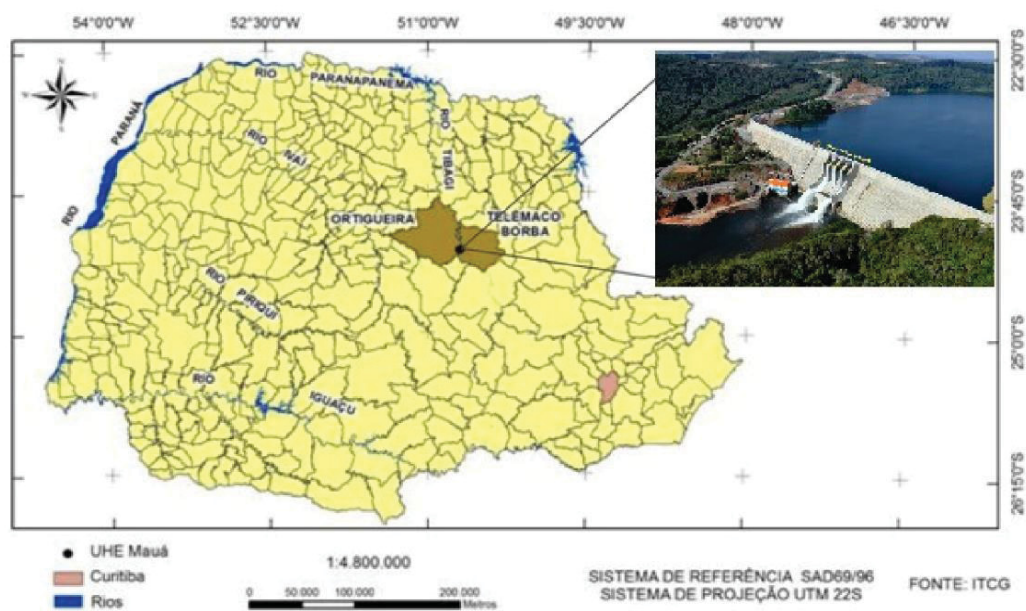 54°0'0"W 52°30'0"W 51°0'0"W 49°30'0"W 48°0'0"W 46°30'0"W
22°30'0"S
23°45'0"S
25°0'0"S
26°15'0"S
N
RIO PARANAPANEMA
RIO PARANÁ
RIO IVAÍ
RIO TIBAGI
ORTIGUEIRA
TELEMACO
BORBA
RIO PIRIQUI
RIO IGUAÇU
UHE Mauá
Curitiba
Rios
1:4.800.000
0 50.000 100.000 200.000
Metros
SISTEMA DE REFERÊNCIA SAD69/96
SISTEMA DE PROJEÇÃO UTM 22S
FONTE: ITCG